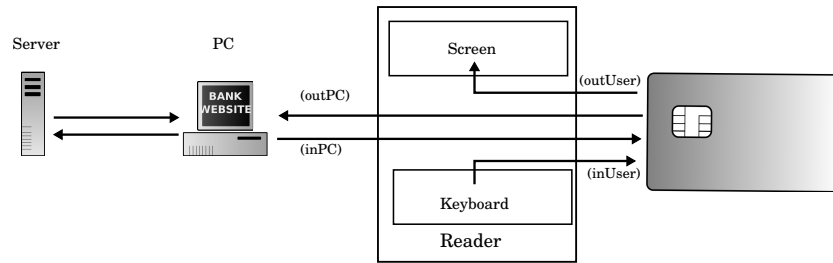 Server
PC
Screen
BANK
WEBSITE
(outPC)
(outUser)
(inPC)
(inUser)
Keyboard
Reader